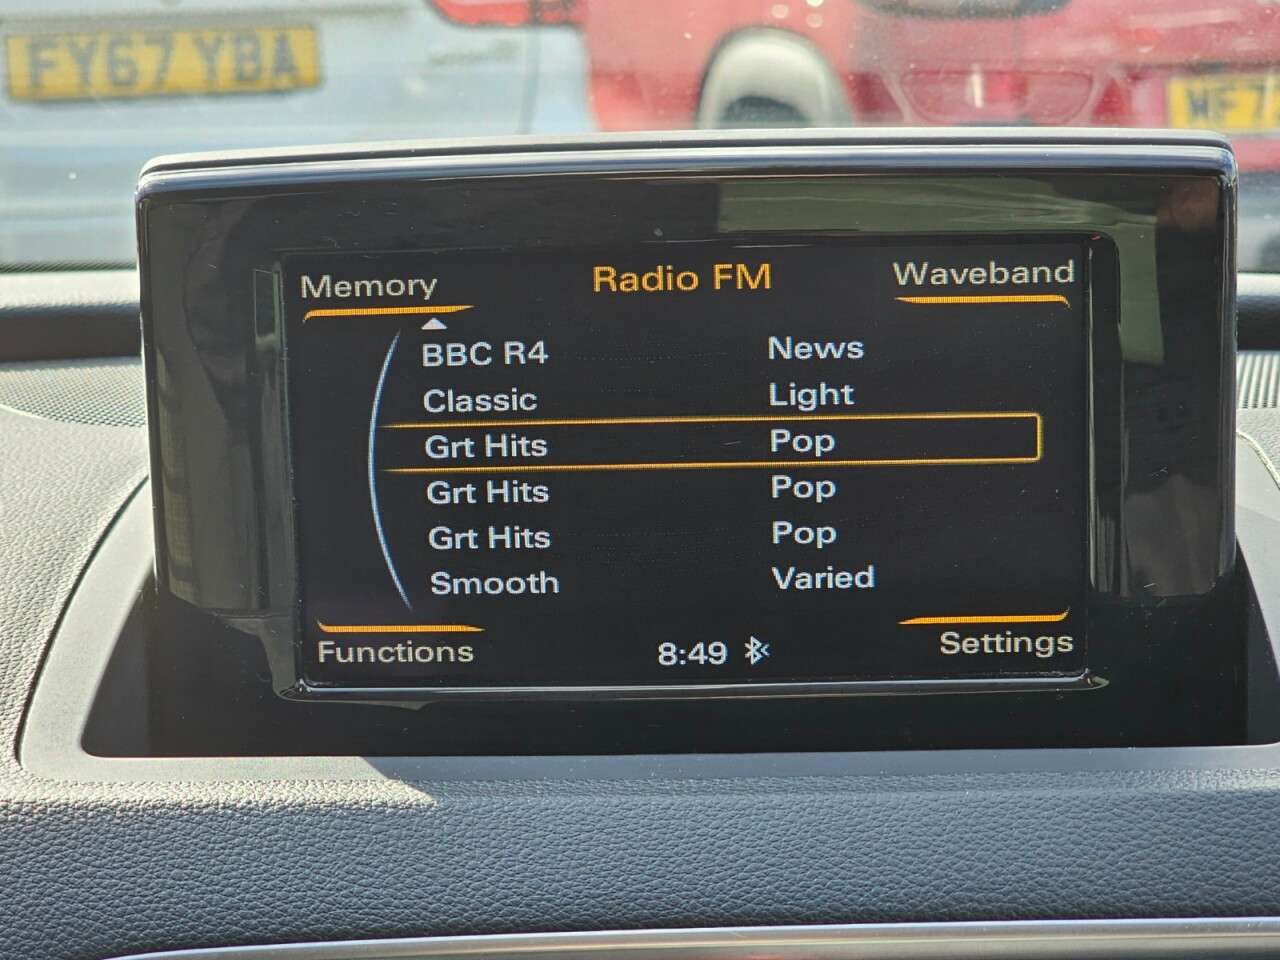 FY67 YBA
WF7
Memory Radio FM Waveband
BBC R4 News
Classic Light
Grt Hits Pop
Grt Hits Pop
Grt Hits Pop
Smooth Varied
Functions 8:49 Settings